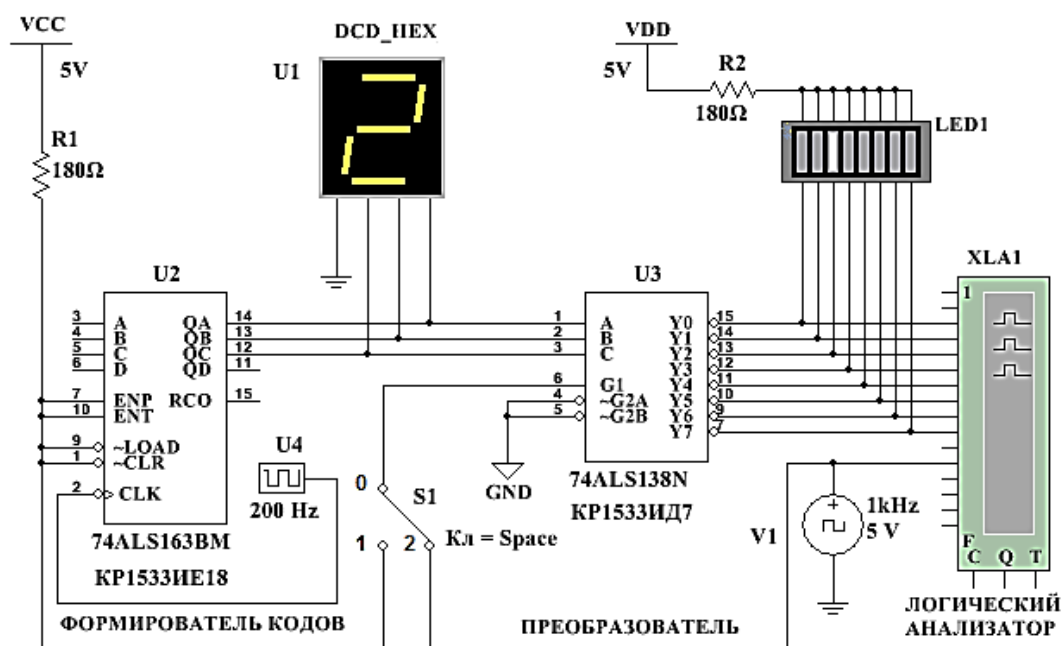 VCC
5V
R1
180Ω
DCD_HEX
U1
2
VDD
5V
R2
180Ω
LED1
U2
3 A QA 14
4 B QB 13
5 C QC 12
6 D QD 11
7 ENP RCO 15
10 ENT
9 ~LOAD
1 ~CLR
2 CLK
74ALS163BM
КР1533ИЕ18
U4
200 Hz
0
S1
1 2
Кл = Space
U3
1 A Y0 15
2 B Y1 14
3 C Y2 13
Y3 12
6 G1 Y4 11
4 ~G2A Y5 10
5 ~G2B Y6 9
Y7 7
GND
74ALS138N
КР1533ИД7
V1
1kHz
5 V
XLA1
1
F
C Q T
ФОРМИРОВАТЕЛЬ КОДОВ
ПРЕОБРАЗОВАТЕЛЬ
ЛОГИЧЕСКИЙ
АНАЛИЗАТОР